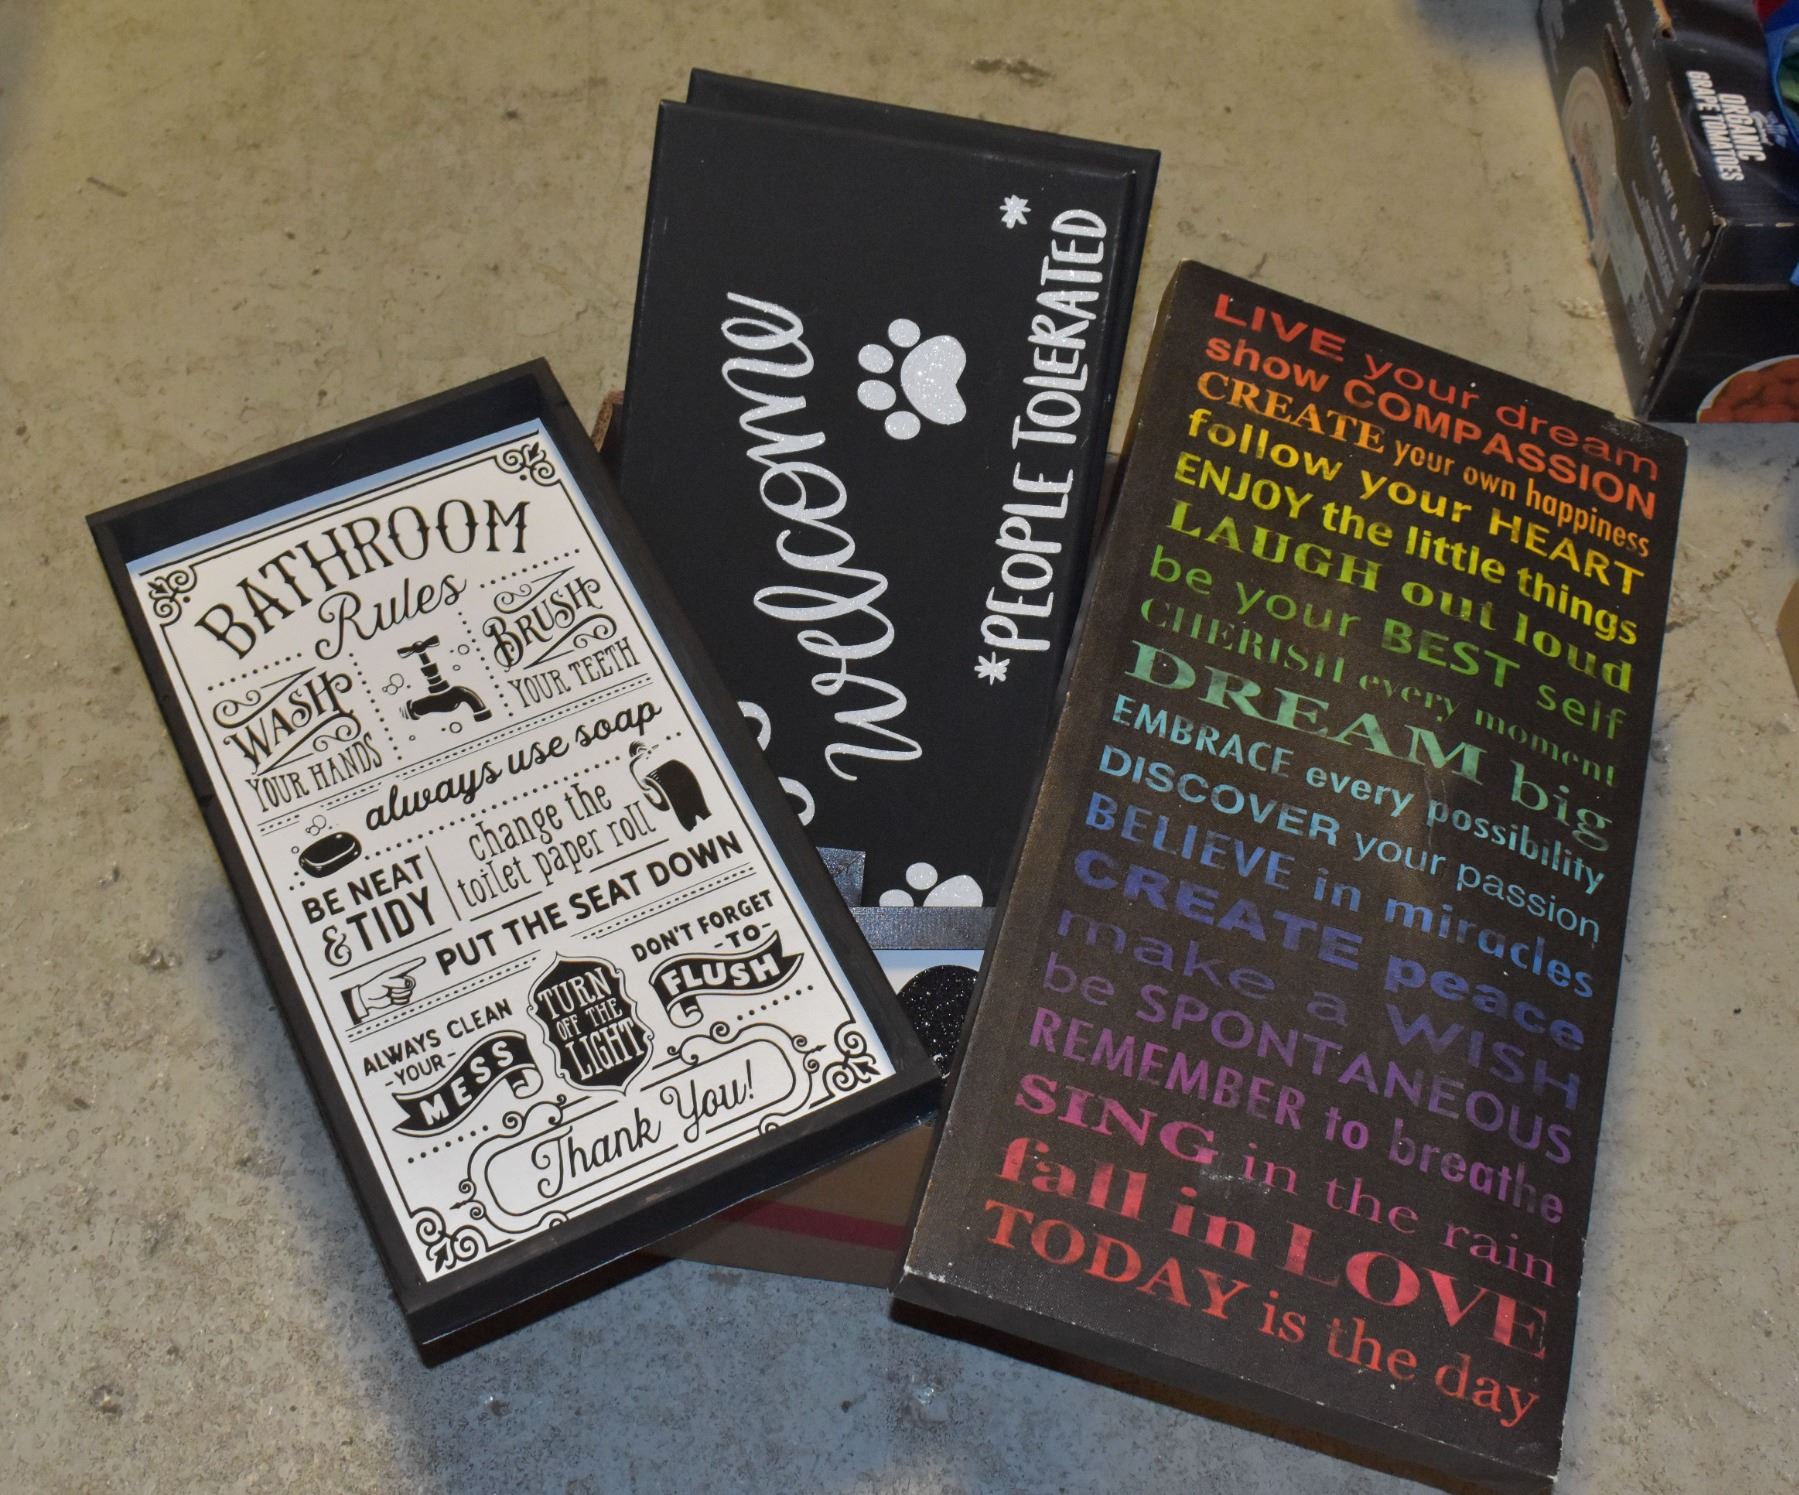 BATHROOM
Rules
WASH
YOUR HANDS
BRUSH
YOUR TEETH
always use soap
BE NEAT
& TIDY
change the
toilet paper roll
PUT THE SEAT DOWN
ALWAYS CLEAN
-YOUR-
MESS
TURN
OFF THE
LIGHT
DON'T FORGET
-TO-
FLUSH
Thank You!
welcome
*PEOPLE TOLERATED*
LIVE your dream
show COMPASSION
CREATE your own happiness
follow your HEART
ENJOY the little things
LAUGH out loud
be your BEST self
CHERISH every moment
DREAM big
EMBRACE every possibility
DISCOVER your passion
BELIEVE in miracles
CREATE peace
make a WISH
be SPONTANEOUS
REMEMBER to breathe
SING in the rain
fall in LOVE
TODAY is the day
ORGANIC
GRAPE TOMATOES